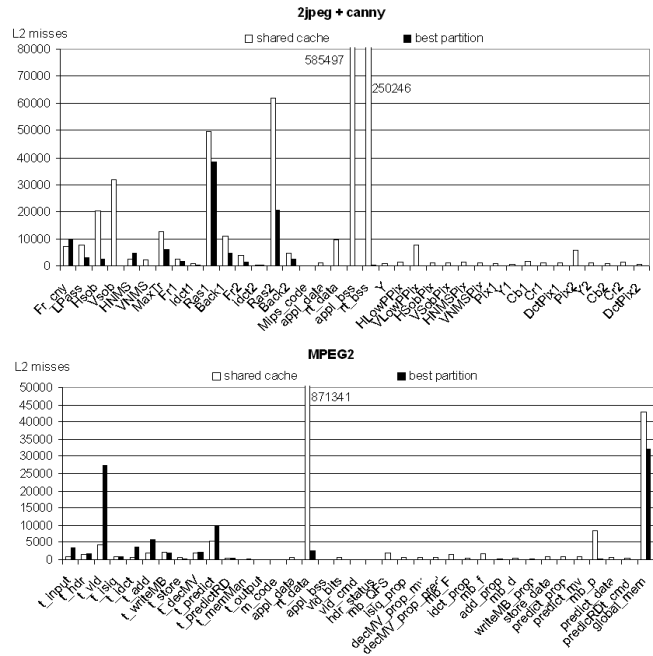 2jpeg + canny
L2 misses
shared cache
best partition
585497
250246
80000
70000
60000
50000
40000
30000
20000
10000
0
Fr_cny
LPass
Hsob
Vsob
HNMS
VNMS
MaxTr
Fr1
Idct1
Ras1
Back1
Fr2
Idct2
Ras2
Back2
Mips_code
appl_data
rt_data
appl_bss
rt_bss
Y
HLowPPix
VLowPPix
HSobPix
VSobPix
HNMSPix
VNMSPix
Pix1
Y1
Cb1
Cr1
DctPix1
Pix2
Y2
Cb2
Cr2
DctPix2
MPEG2
L2 misses
shared cache
best partition
871341
50000
45000
40000
35000
30000
25000
20000
15000
10000
5000
0
t_input
t_hdr
t_vld
t_isiq
t_idct
t_add
t_writeMB
t_store
t_decMV
t_predict
t_predictRD
t_memMan
t_output
m_code
appl_data
rt_data
appl_bss
vld_bits
vld_cmd
hdr_status
mb_QFS
isiq_prop
decMV_prop_mv
mb_F
idct_prop
mb_f
add_prop
mb_d
writeMB_prop
store_data
predict_prop
predict_mv
mb_p
predict_data
predicRDt_cmd
global_mem